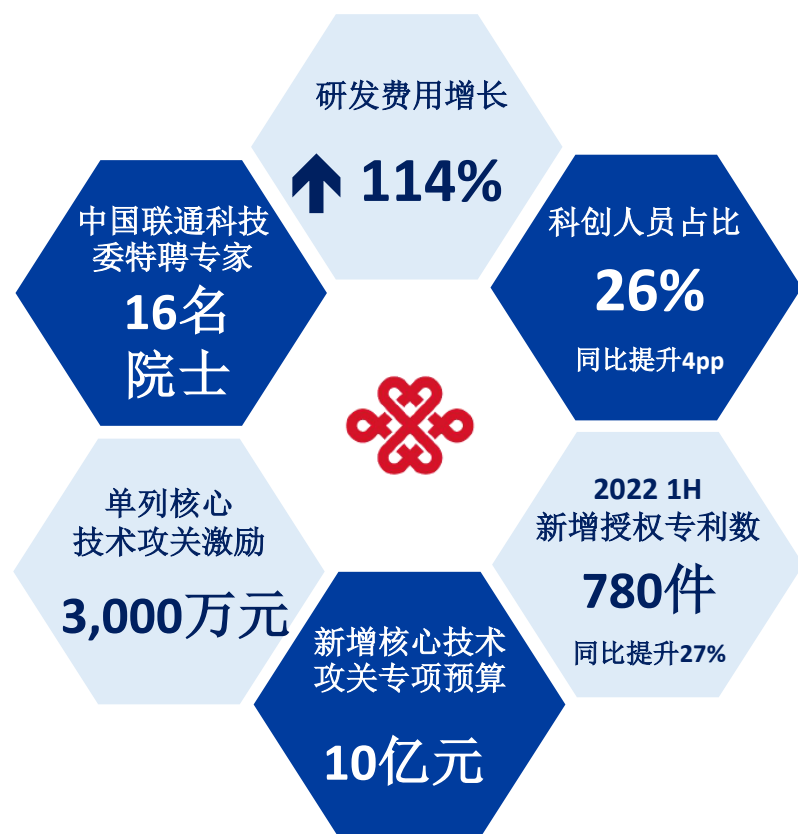 研发费用增长
114%
科创人员占比
26%
同比提升4pp
2022 1H
新增授权专利数
780件
同比提升27%
新增核心技术
攻关专项预算
10亿元
单列核心
技术攻关激励
3,000万元
中国联通科技
委特聘专家
16名
院士